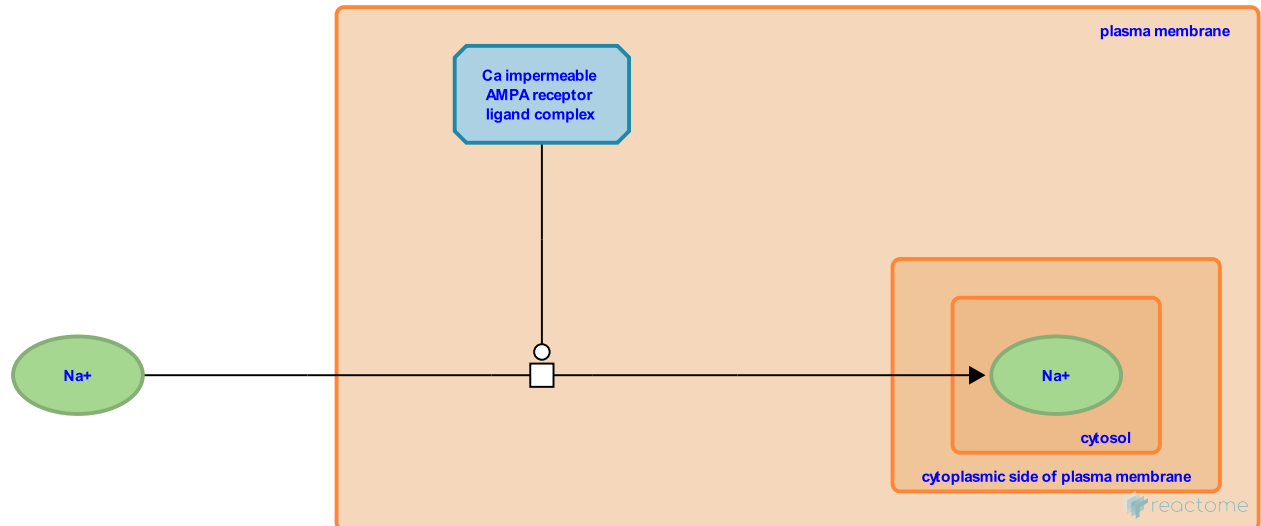 plasma membrane
Ca impermeable
AMPA receptor
ligand complex
Na+
Na+
cytosol
cytoplasmic side of plasma membrane
reactome